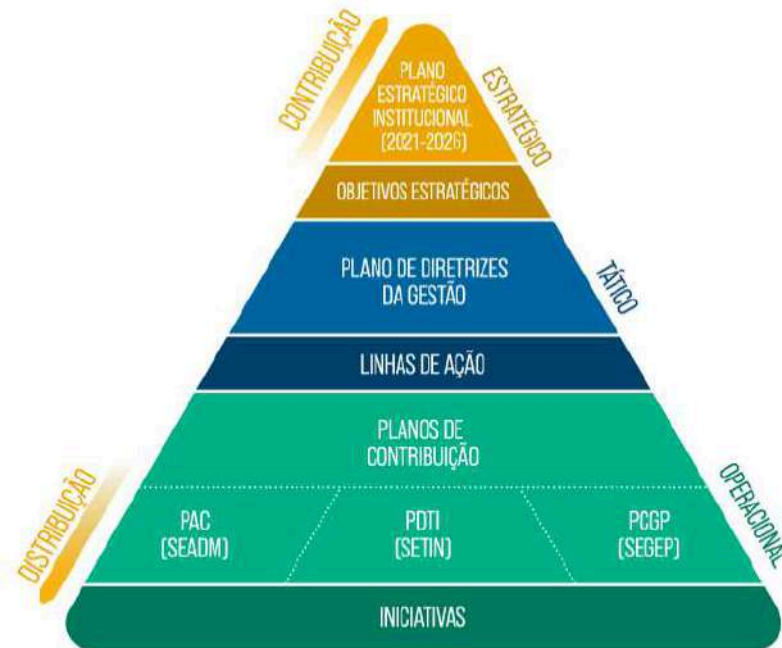 CONTRIBUIÇÃO
PLANO
ESTRATÉGICO
INSTITUCIONAL
(2021-2026)
ESTRATÉGICO
OBJETIVOS ESTRATÉGICOS
PLANO DE DIRETRIZES
DA GESTÃO
TÁTICO
LINHAS DE AÇÃO
PLANOS DE
CONTRIBUIÇÃO
DISTRIBUIÇÃO
PAC
(SEADM)
PDTI
(SETIN)
PCGP
(SEGEP)
OPERACIONAL
INICIATIVAS